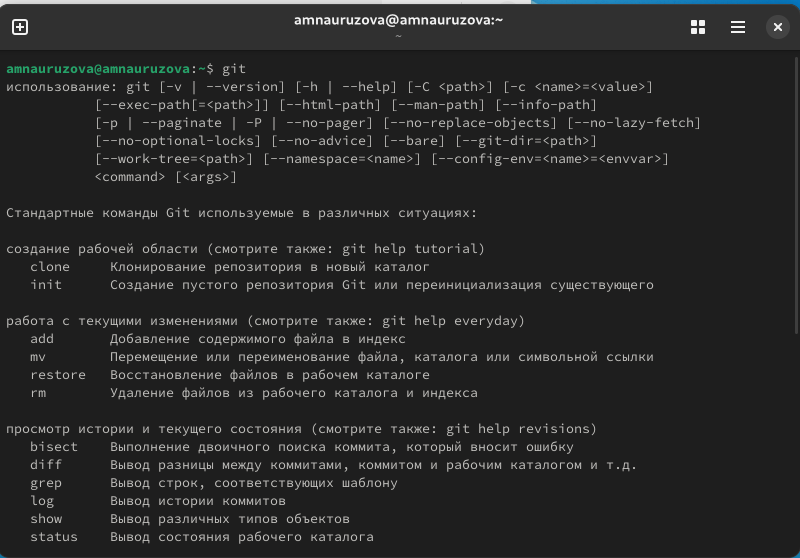 amnauruzova@amnauruzova:~
~
amnauruzova@amnauruzova:~$ git
использование: git [-v | --version] [-h | --help] [-C <path>] [-c <name>=<value>]
[--exec-path[=<path>]] [--html-path] [--man-path] [--info-path]
[-p | --paginate | -P | --no-pager] [--no-replace-objects] [--no-lazy-fetch]
[--no-optional-locks] [--no-advice] [--bare] [--git-dir=<path>]
[--work-tree=<path>] [--namespace=<name>] [--config-env=<name>=<envvar>]
<command> [<args>]
Стандартные команды Git используемые в различных ситуациях:
создание рабочей области (смотрите также: git help tutorial)
clone Клонирование репозитория в новый каталог
init Создание пустого репозитория Git или переинициализация существующего
работа с текущими изменениями (смотрите также: git help everyday)
add Добавление содержимого файла в индекс
mv Перемещение или переименование файла, каталога или символьной ссылки
restore Восстановление файлов в рабочем каталоге
rm Удаление файлов из рабочего каталога и индекса
просмотр истории и текущего состояния (смотрите также: git help revisions)
bisect Выполнение двоичного поиска коммита, который вносит ошибку
diff Вывод разницы между коммитами, коммитом и рабочим каталогом и т.д.
grep Вывод строк, соответствующих шаблону
log Вывод истории коммитов
show Вывод различных типов объектов
status Вывод состояния рабочего каталога